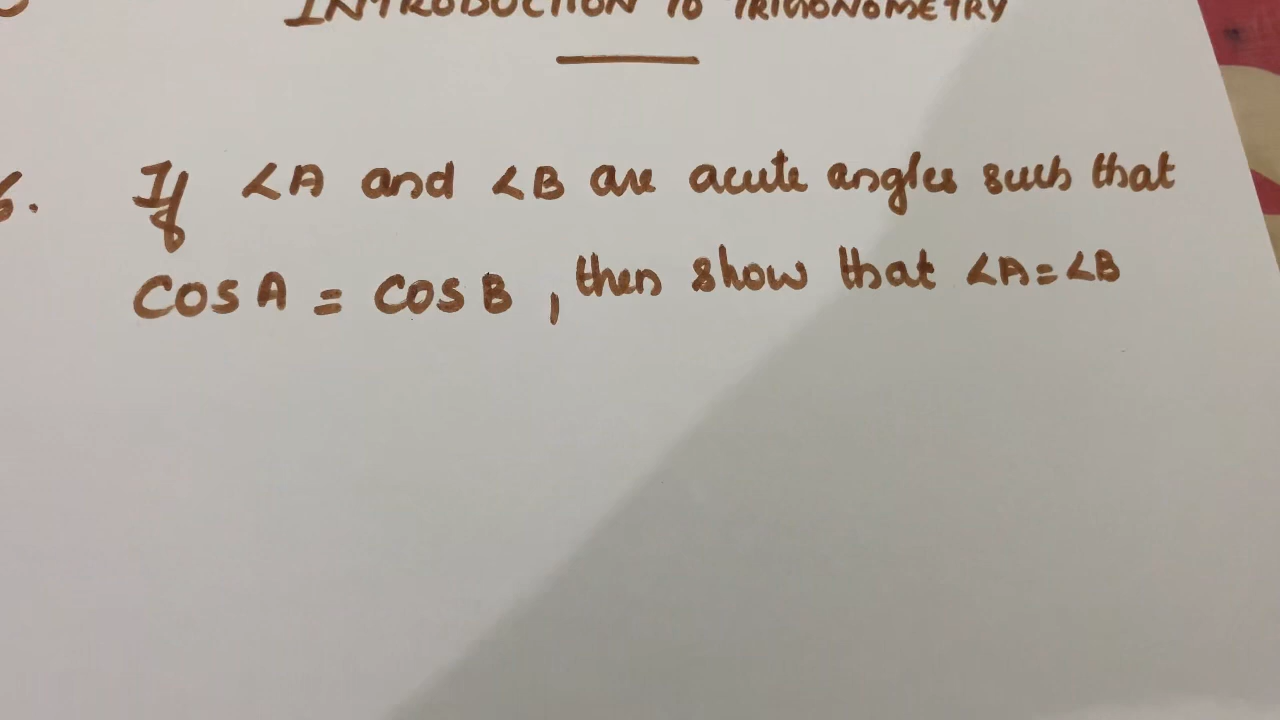 INTRODUCTION TO TRIGONOMETRY
6. If ∠A and ∠B are acute angles such that
COS A = COS B, then show that ∠A = ∠B